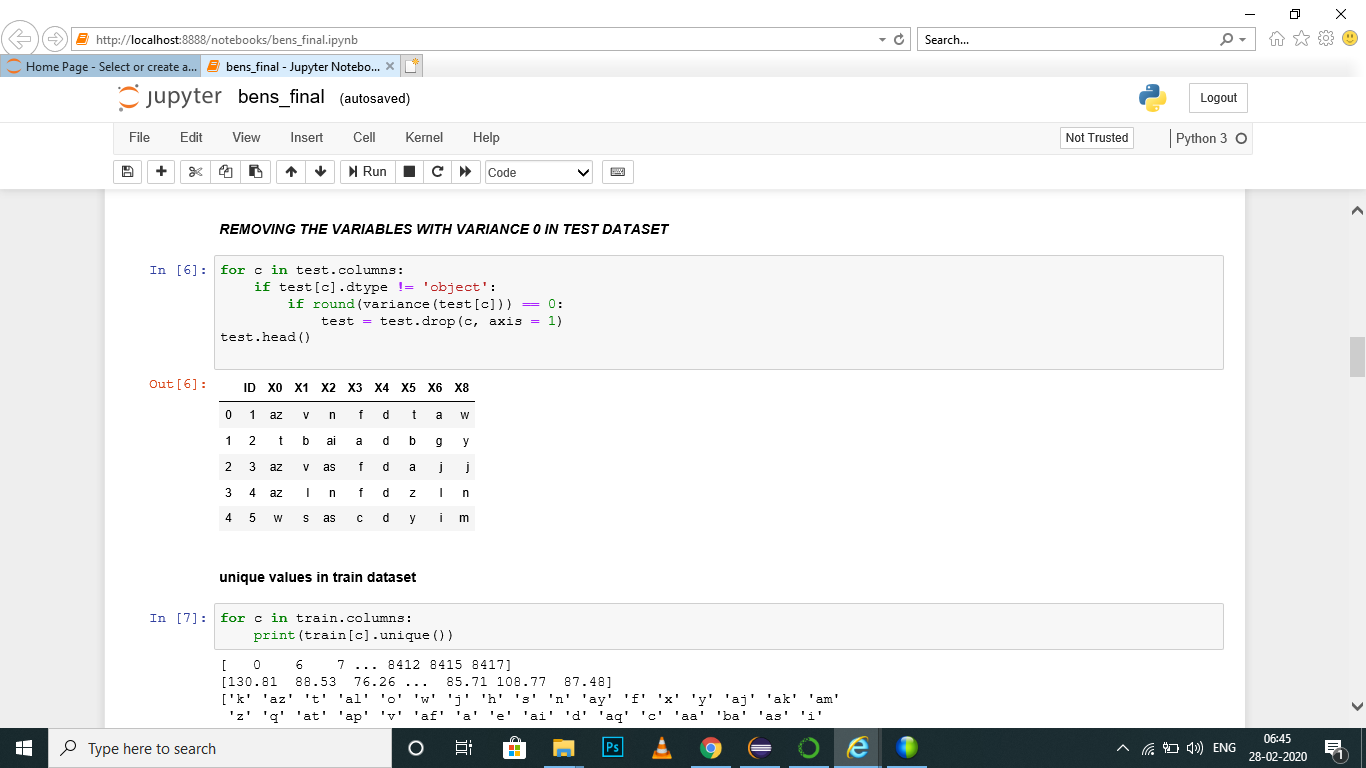 http://localhost:8888/notebooks/bens_final.ipynb
Search...
Home Page - Select or create a...
bens_final - Jupyter Notebo...
jupyter bens_final (autosaved)
Logout
File Edit View Insert Cell Kernel Help
Not Trusted
Python 3
Run
Code
REMOVING THE VARIABLES WITH VARIANCE 0 IN TEST DATASET
In [6]: for c in test.columns:
if test[c].dtype != 'object':
if round(variance(test[c])) == 0:
test = test.drop(c, axis = 1)
test.head()
Out[6]:
ID X0 X1 X2 X3 X4 X5 X6 X8
0 1 az v n f d t a w
1 2 t b ai a d b g y
2 3 az v as f d a j j
3 4 az l n f d z l n
4 5 w s as c d y i m
unique values in train dataset
In [7]: for c in train.columns:
print(train[c].unique())
[ 0 6 7 ... 8412 8415 8417]
[130.81 88.53 76.26 ... 85.71 108.77 87.48]
['k' 'az' 't' 'al' 'o' 'w' 'j' 'h' 's' 'n' 'ay' 'f' 'x' 'y' 'aj' 'ak' 'am'
'z' 'q' 'at' 'ap' 'v' 'af' 'a' 'e' 'ai' 'd' 'aq' 'c' 'aa' 'ba' 'as' 'i'
Type here to search
Ps
ENG
06:45
28-02-2020
1